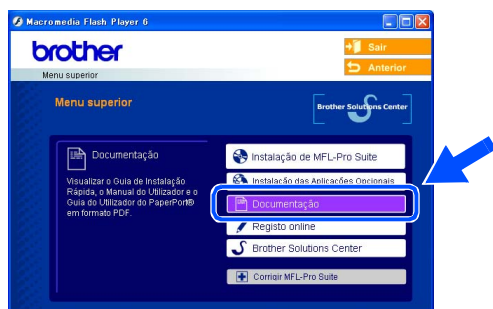 Macromedia Flash Player 6
brother
Sair
Anterior
Menu superior
Menu superior
Brother Solutions Center
Documentação
Visualizar o Guia de Instalação
Rápida, o Manual do Utilizador e o
Guia do Utilizador do PaperPort®
em formato PDF.
Instalação de MFL-Pro Suite
Instalação das Aplicações Opcionais
Documentação
Registo online
Brother Solutions Center
Corrigir MFL-Pro Suite